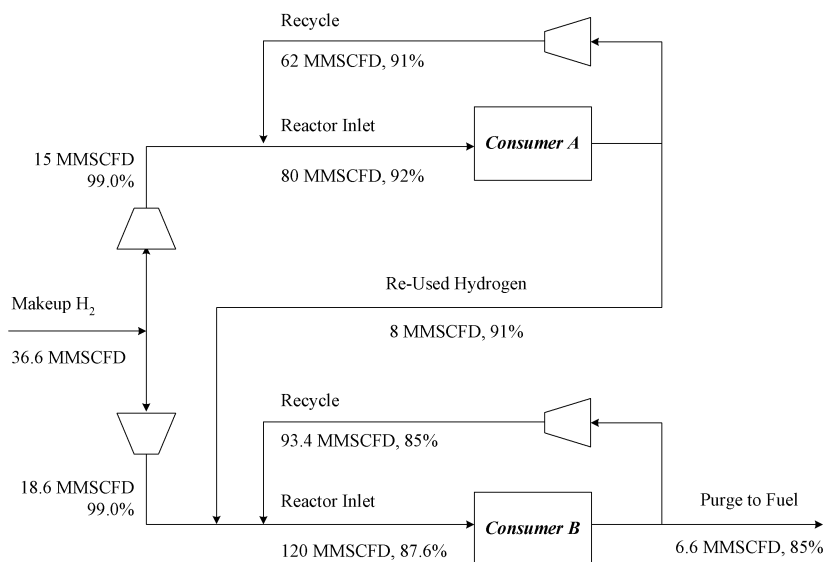 Recycle
62 MMSCFD, 91%
Reactor Inlet
Consumer A
15 MMSCFD
99.0%
80 MMSCFD, 92%
Re-Used Hydrogen
Makeup H₂
8 MMSCFD, 91%
36.6 MMSCFD
Recycle
93.4 MMSCFD, 85%
18.6 MMSCFD
99.0%
Reactor Inlet
Consumer B
Purge to Fuel
120 MMSCFD, 87.6%
6.6 MMSCFD, 85%